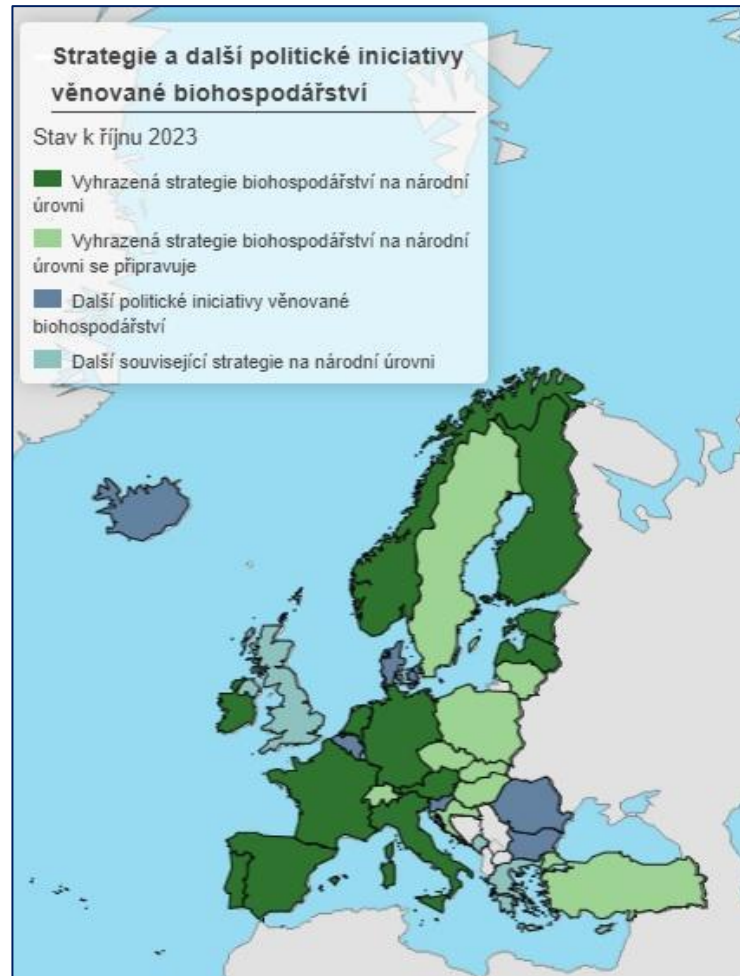 Strategie a další politické iniciativy
věnované biohospodářství
Stav k říjnu 2023
Vyhrazená strategie biohospodářství na národní
úrovni
Vyhrazená strategie biohospodářství na národní
úrovni se připravuje
Další politické iniciativy věnované
biohospodářství
Další související strategie na národní úrovni